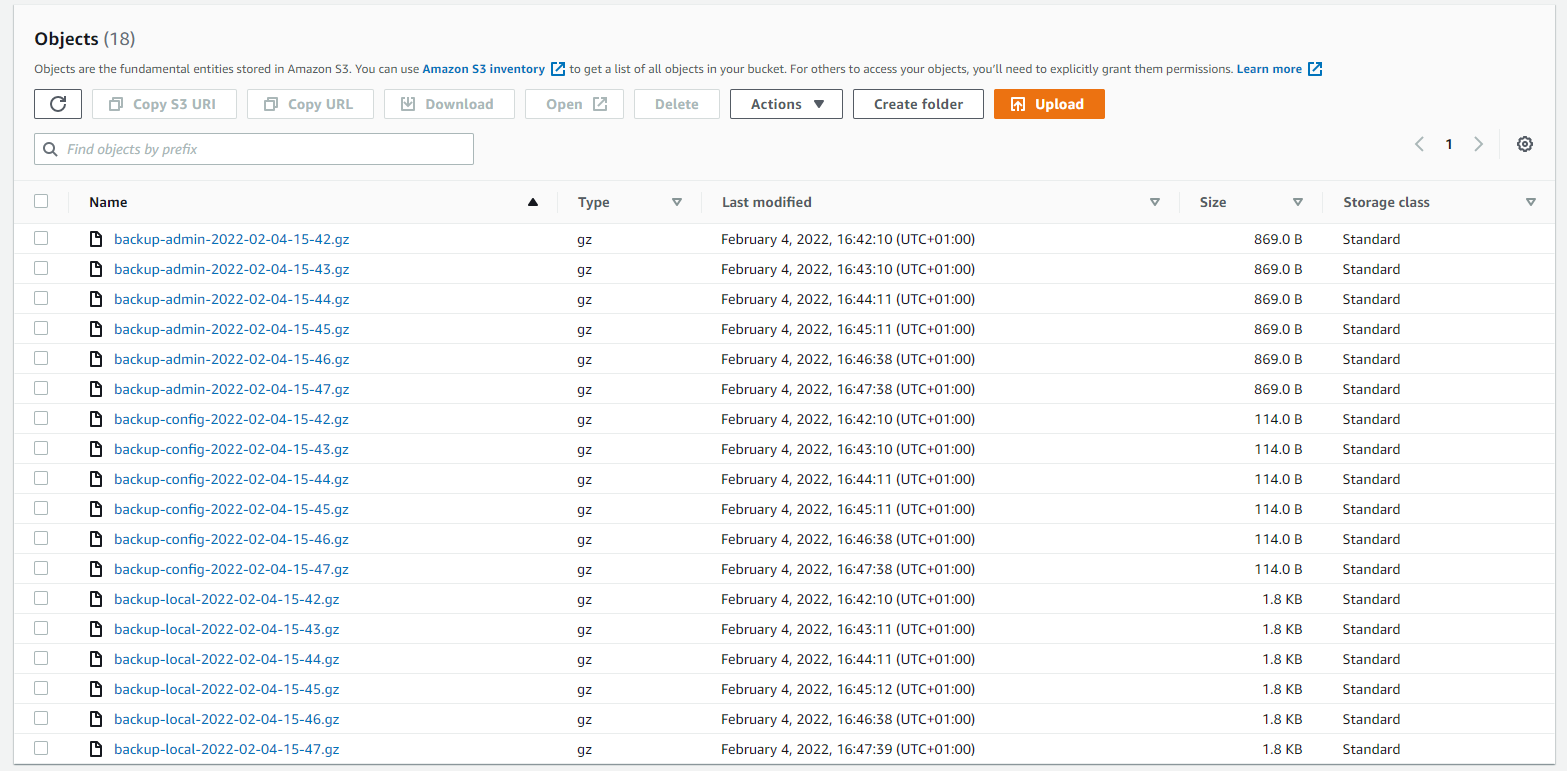 Objects (18)
Objects are the fundamental entities stored in Amazon S3. You can use Amazon S3 inventory to get a list of all objects in your bucket. For others to access your objects, you'll need to explicitly grant them permissions. Learn more
Copy S3 URI Copy URL Download Open Delete Actions Create folder Upload
Find objects by prefix 1
Name Type Last modified Size Storage class
backup-admin-2022-02-04-15-42.gz gz February 4, 2022, 16:42:10 (UTC+01:00) 869.0 B Standard
backup-admin-2022-02-04-15-43.gz gz February 4, 2022, 16:43:10 (UTC+01:00) 869.0 B Standard
backup-admin-2022-02-04-15-44.gz gz February 4, 2022, 16:44:11 (UTC+01:00) 869.0 B Standard
backup-admin-2022-02-04-15-45.gz gz February 4, 2022, 16:45:11 (UTC+01:00) 869.0 B Standard
backup-admin-2022-02-04-15-46.gz gz February 4, 2022, 16:46:38 (UTC+01:00) 869.0 B Standard
backup-admin-2022-02-04-15-47.gz gz February 4, 2022, 16:47:38 (UTC+01:00) 869.0 B Standard
backup-config-2022-02-04-15-42.gz gz February 4, 2022, 16:42:10 (UTC+01:00) 114.0 B Standard
backup-config-2022-02-04-15-43.gz gz February 4, 2022, 16:43:10 (UTC+01:00) 114.0 B Standard
backup-config-2022-02-04-15-44.gz gz February 4, 2022, 16:44:11 (UTC+01:00) 114.0 B Standard
backup-config-2022-02-04-15-45.gz gz February 4, 2022, 16:45:11 (UTC+01:00) 114.0 B Standard
backup-config-2022-02-04-15-46.gz gz February 4, 2022, 16:46:38 (UTC+01:00) 114.0 B Standard
backup-config-2022-02-04-15-47.gz gz February 4, 2022, 16:47:38 (UTC+01:00) 114.0 B Standard
backup-local-2022-02-04-15-42.gz gz February 4, 2022, 16:42:10 (UTC+01:00) 1.8 KB Standard
backup-local-2022-02-04-15-43.gz gz February 4, 2022, 16:43:11 (UTC+01:00) 1.8 KB Standard
backup-local-2022-02-04-15-44.gz gz February 4, 2022, 16:44:11 (UTC+01:00) 1.8 KB Standard
backup-local-2022-02-04-15-45.gz gz February 4, 2022, 16:45:12 (UTC+01:00) 1.8 KB Standard
backup-local-2022-02-04-15-46.gz gz February 4, 2022, 16:46:38 (UTC+01:00) 1.8 KB Standard
backup-local-2022-02-04-15-47.gz gz February 4, 2022, 16:47:39 (UTC+01:00) 1.8 KB Standard